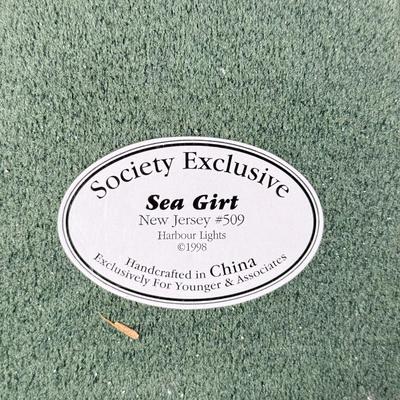 Society Exclusive
Sea Girt
New Jersey #509
Harbour Lights
©1998
Handcrafted in China
Exclusively For Younger & Associates